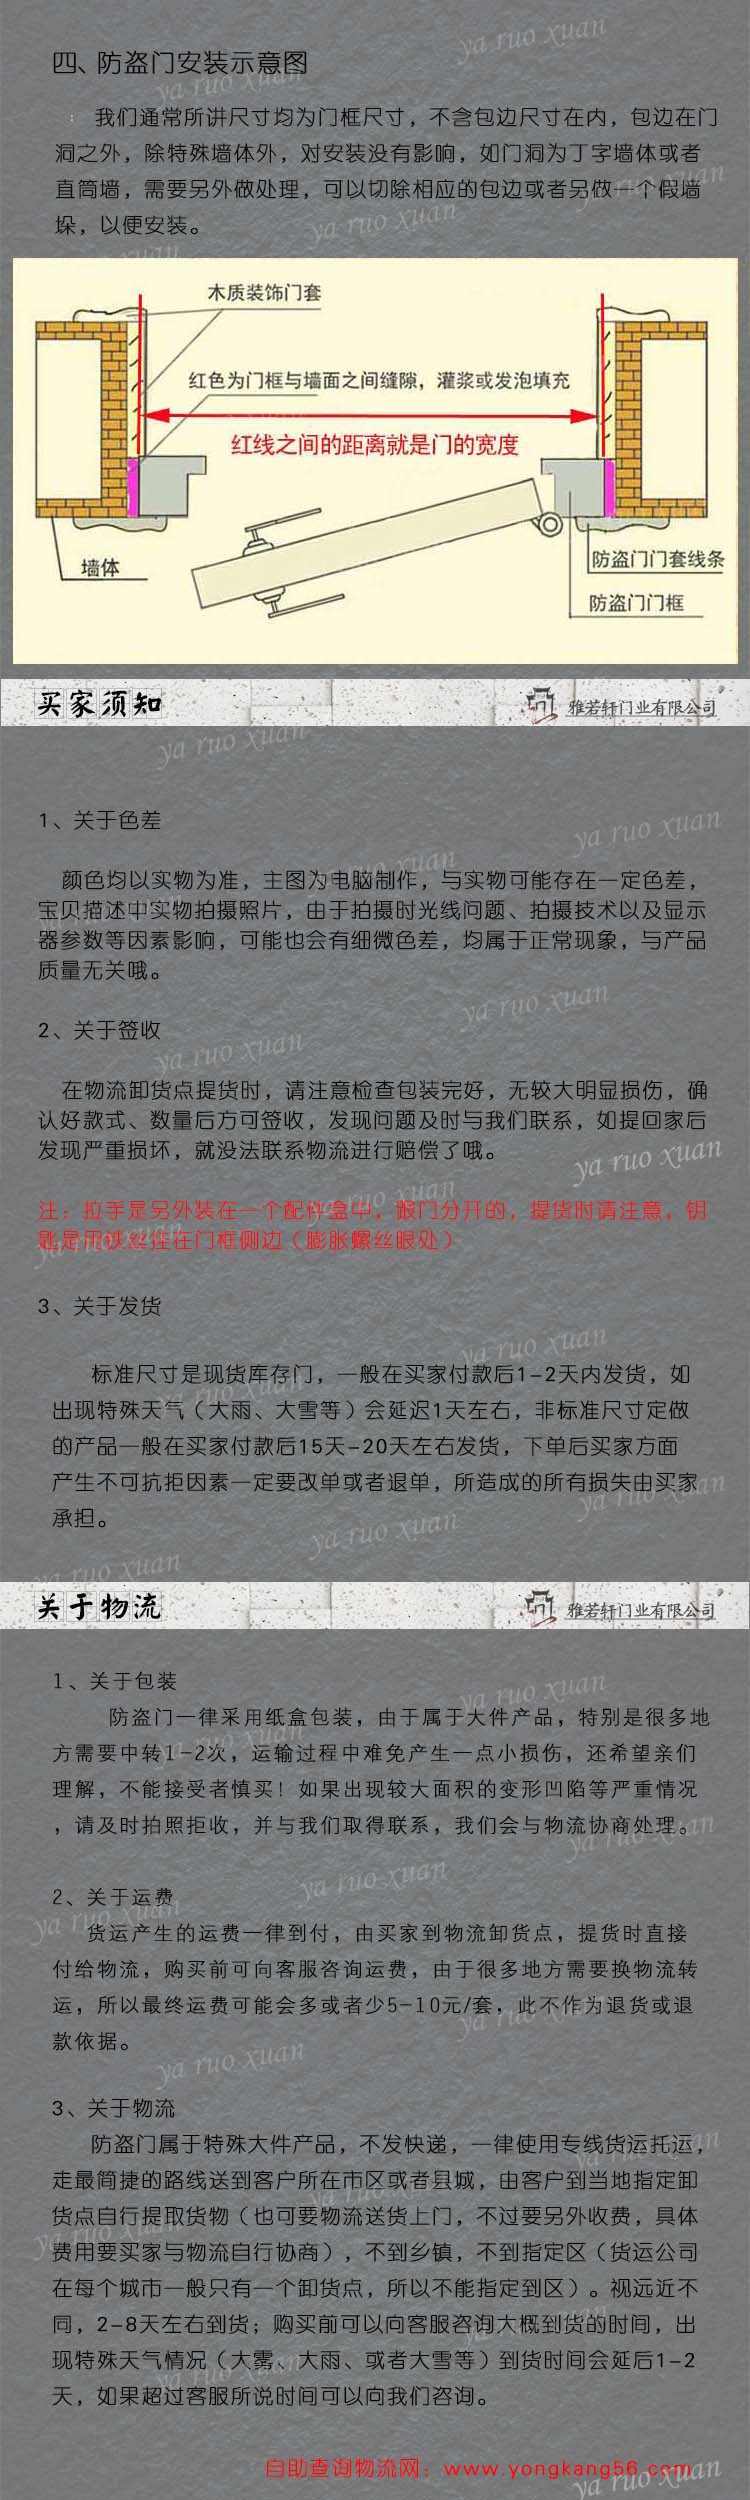 四、防盗门安装示意图
： 我们通常所讲尺寸均为门框尺寸，不含包边尺寸在内，包边在门
洞之外，除特殊墙体外，对安装没有影响，如门洞为丁字墙体或者
直筒墙，需要另外做处理，可以切除相应的包边或者另做一个假墙
垛，以便安装。
木质装饰门套
红色为门框与墙面之间缝隙，灌浆或发泡填充
红线之间的距离就是门的宽度
墙体
防盗门门套线条
防盗门门框
买家须知
雅若轩门业有限公司
1、关于色差
颜色均以实物为准，主图为电脑制作，与实物可能存在一定色差，
宝贝描述中实物拍摄照片，由于拍摄时光线问题、拍摄技术以及显示
器参数等因素影响，可能也会有细微色差，均属于正常现象，与产品
质量无关哦。
2、关于签收
在物流卸货点提货时，请注意检查包装完好，无较大明显损伤，确
认好款式、数量后方可签收，发现问题及时与我们联系，如提回家后
发现严重损坏，就没法联系物流进行赔偿了哦。
注：拉手是另外装在一个配件盒中，跟门分开的，提货时请注意，钥
匙是用铁丝拴在门框侧边（膨胀螺丝眼处）
3、关于发货
标准尺寸是现货库存门，一般在买家付款后1-2天内发货，如
出现特殊天气（大雨、大雪等）会延迟1天左右，非标准尺寸定做
的产品一般在买家付款后15天-20天左右发货，下单后买家方面
产生不可抗拒因素一定要改单或者退单，所造成的所有损失由买家
承担。
关于物流
雅若轩门业有限公司
1、关于包装
防盗门一律采用纸盒包装，由于属于大件产品，特别是很多地
方需要中转1-2次，运输过程中难免产生一点小损伤，还希望亲们
理解，不能接受者慎买！如果出现较大面积的变形凹陷等严重情况
，请及时拍照拒收，并与我们取得联系，我们会与物流协商处理。
2、关于运费
货运产生的运费一律到付，由买家到物流卸货点，提货时直接
付给物流，购买前可向客服咨询运费，由于很多地方需要换物流转
运，所以最终运费可能会多或者少5-10元/套，此不作为退货或退
款依据。
3、关于物流
防盗门属于特殊大件产品，不发快递，一律使用专线货运托运，
走最简捷的路线送到客户所在市区或者县城，由客户到当地指定卸
货点自行提取货物（也可要物流送货上门，不过要另外收费，具体
费用要买家与物流自行协商），不到乡镇，不到指定区（货运公司
在每个城市一般只有一个卸货点，所以不能指定到区）。视远近不
同，2-8天左右到货；购买前可以向客服咨询大概到货的时间，出
现特殊天气情况（大雾、大雨、或者大雪等）到货时间会延后1-2
天，如果超过客服所说时间可以向我们咨询。
自助查询物流网：www.yongkang56.com
ya ruo xuan